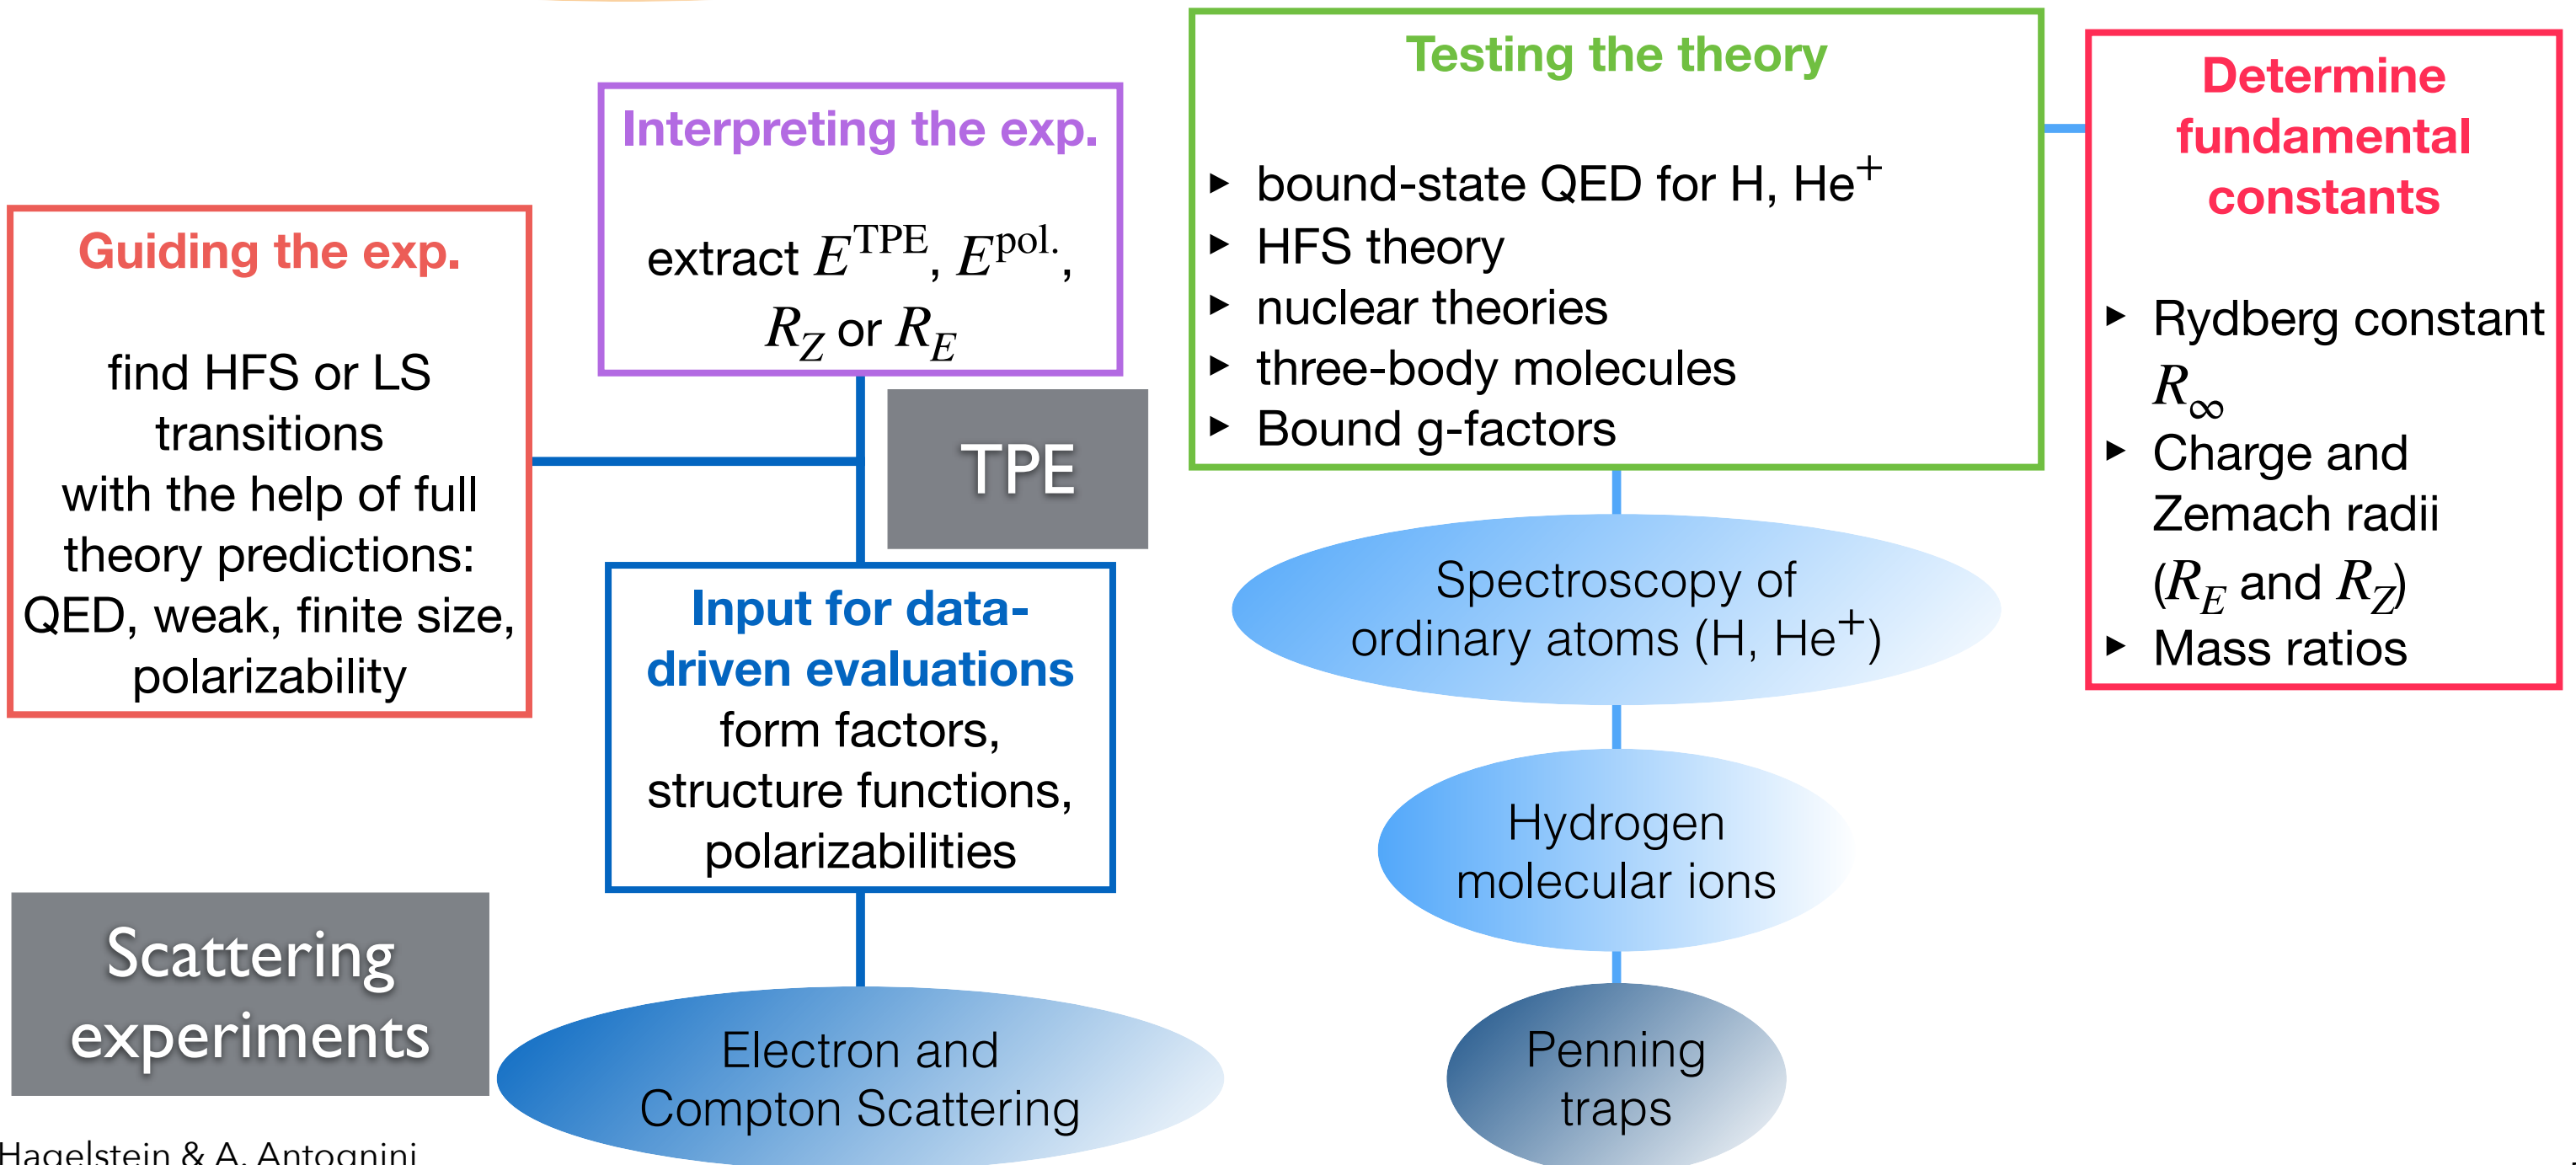 Guiding the exp.
find HFS or LS
transitions
with the help of full
theory predictions:
QED, weak, finite size,
polarizability
Interpreting the exp.
extract E^TPE, E^pol.,
R_Z or R_E
TPE
Input for data-
driven evaluations
form factors,
structure functions,
polarizabilities
Scattering
experiments
Electron and
Compton Scattering
Testing the theory
▸ bound-state QED for H, He⁺
▸ HFS theory
▸ nuclear theories
▸ three-body molecules
▸ Bound g-factors
Spectroscopy of
ordinary atoms (H, He⁺)
Hydrogen
molecular ions
Penning
traps
Determine
fundamental
constants
▸ Rydberg constant
R_∞
▸ Charge and
Zemach radii
(R_E and R_Z)
▸ Mass ratios
Hagelstein & A. Antognini